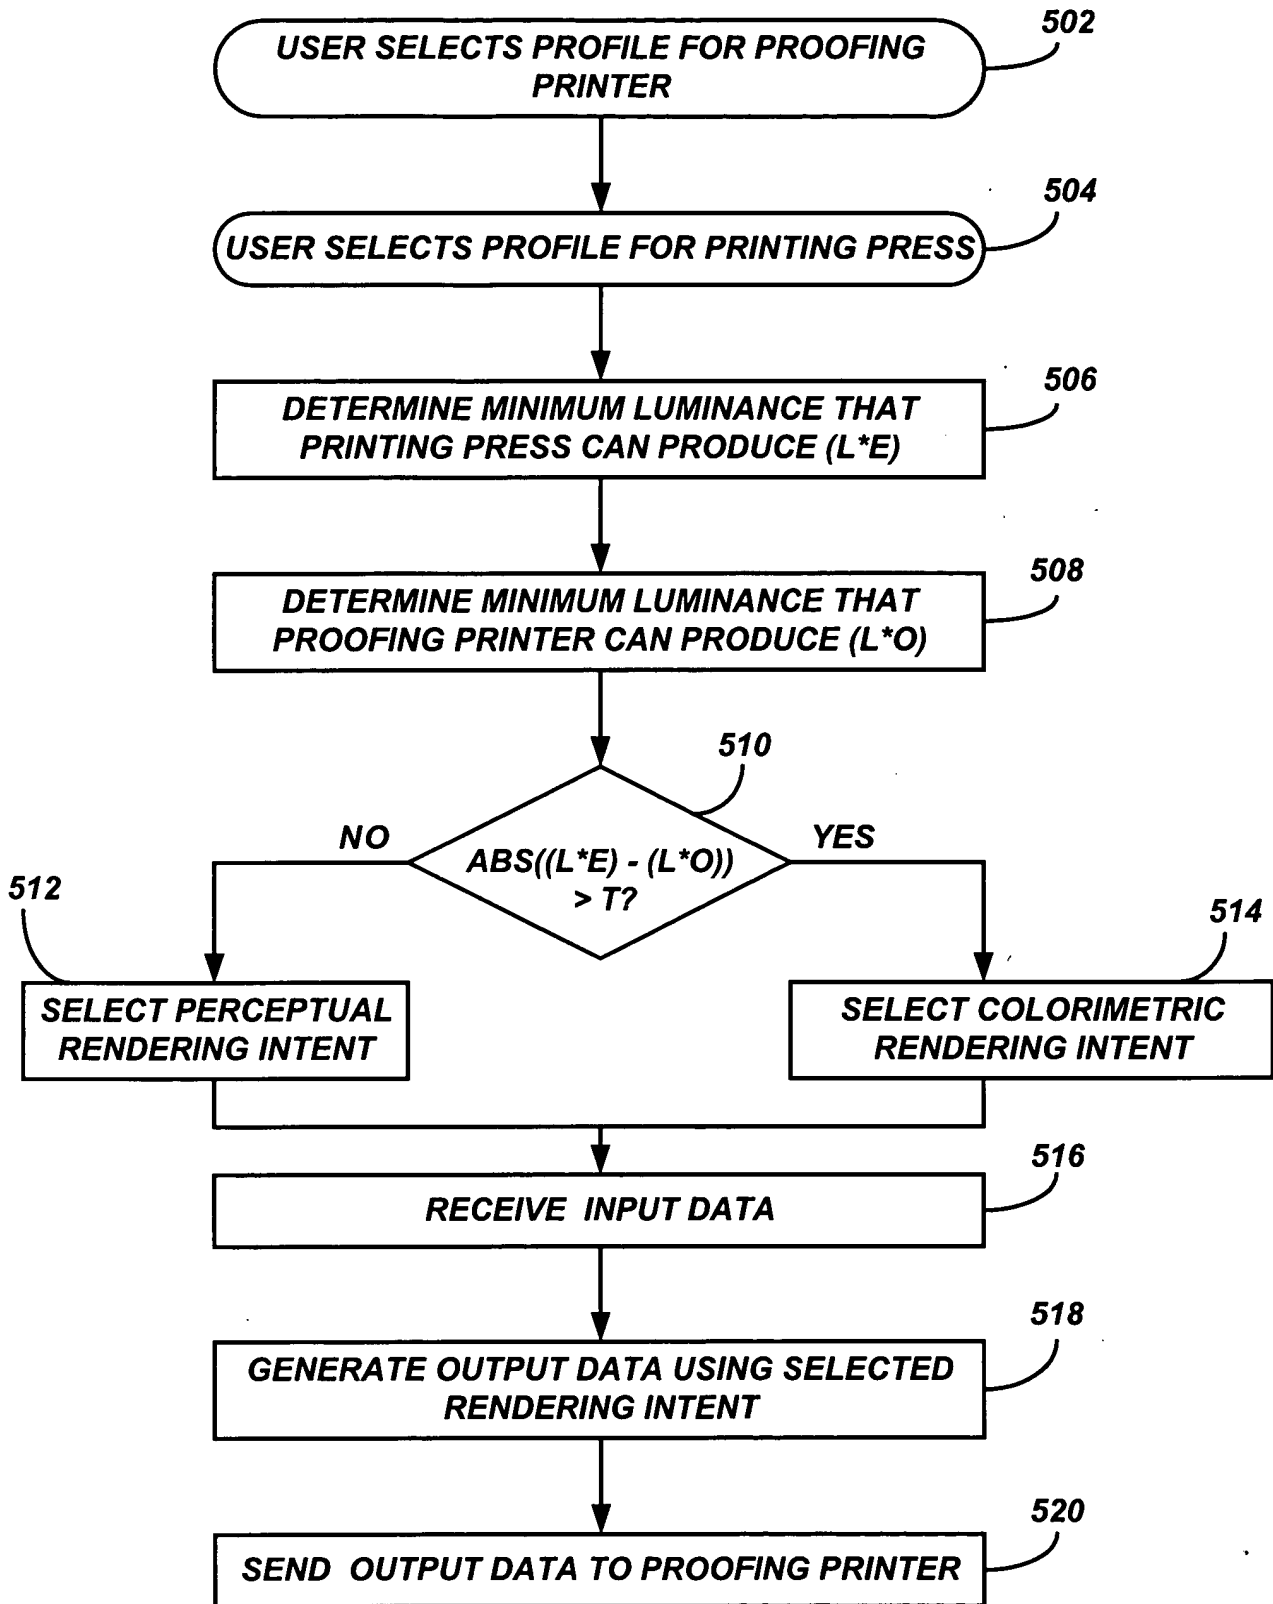 502
USER SELECTS PROFILE FOR PROOFING
PRINTER
504
USER SELECTS PROFILE FOR PRINTING PRESS
506
DETERMINE MINIMUM LUMINANCE THAT
PRINTING PRESS CAN PRODUCE (L*E)
508
DETERMINE MINIMUM LUMINANCE THAT
PROOFING PRINTER CAN PRODUCE (L*O)
510
NO
YES
ABS((L*E) - (L*O))
> T?
512
514
SELECT PERCEPTUAL
RENDERING INTENT
SELECT COLORIMETRIC
RENDERING INTENT
516
RECEIVE INPUT DATA
518
GENERATE OUTPUT DATA USING SELECTED
RENDERING INTENT
520
SEND OUTPUT DATA TO PROOFING PRINTER